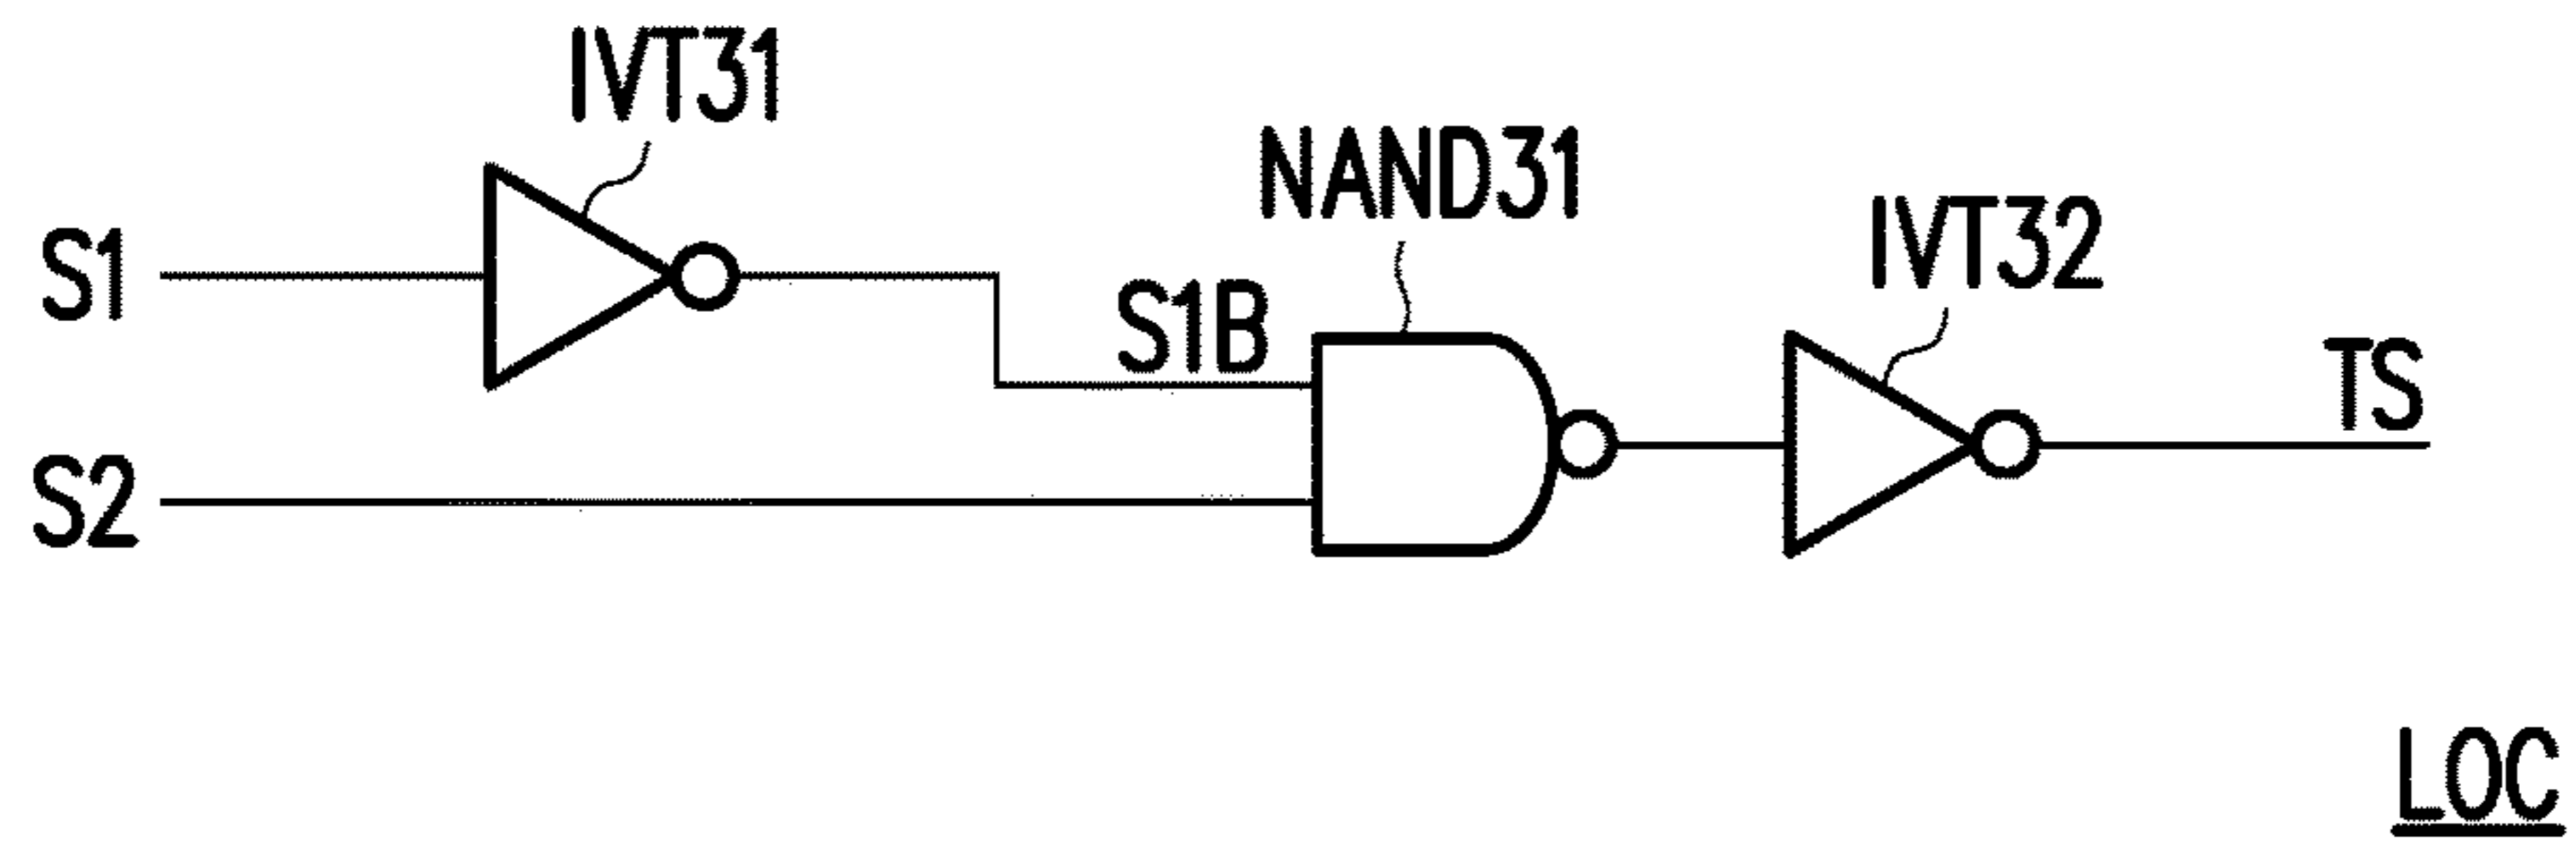 IVT31
NAND31
IVT32
S1
S1B
TS
S2
LOC